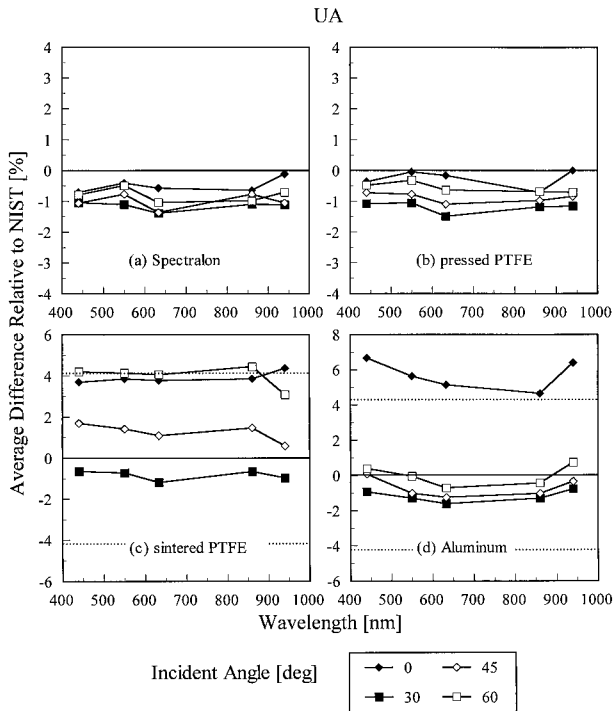 UA
Average Difference Relative to NIST [%]
4
3
2
1
0
-1
-2
-3
-4
(a) Spectralon
400 500 600 700 800 900 1000
4
3
2
1
0
-1
-2
-3
-4
(b) pressed PTFE
400 500 600 700 800 900 1000
6
4
2
0
-2
-4
-6
(c) sintered PTFE
400 500 600 700 800 900 1000
8
6
4
2
0
-2
-4
-6
(d) Aluminum
400 500 600 700 800 900 1000
Wavelength [nm]
Incident Angle [deg]
0 45
30 60